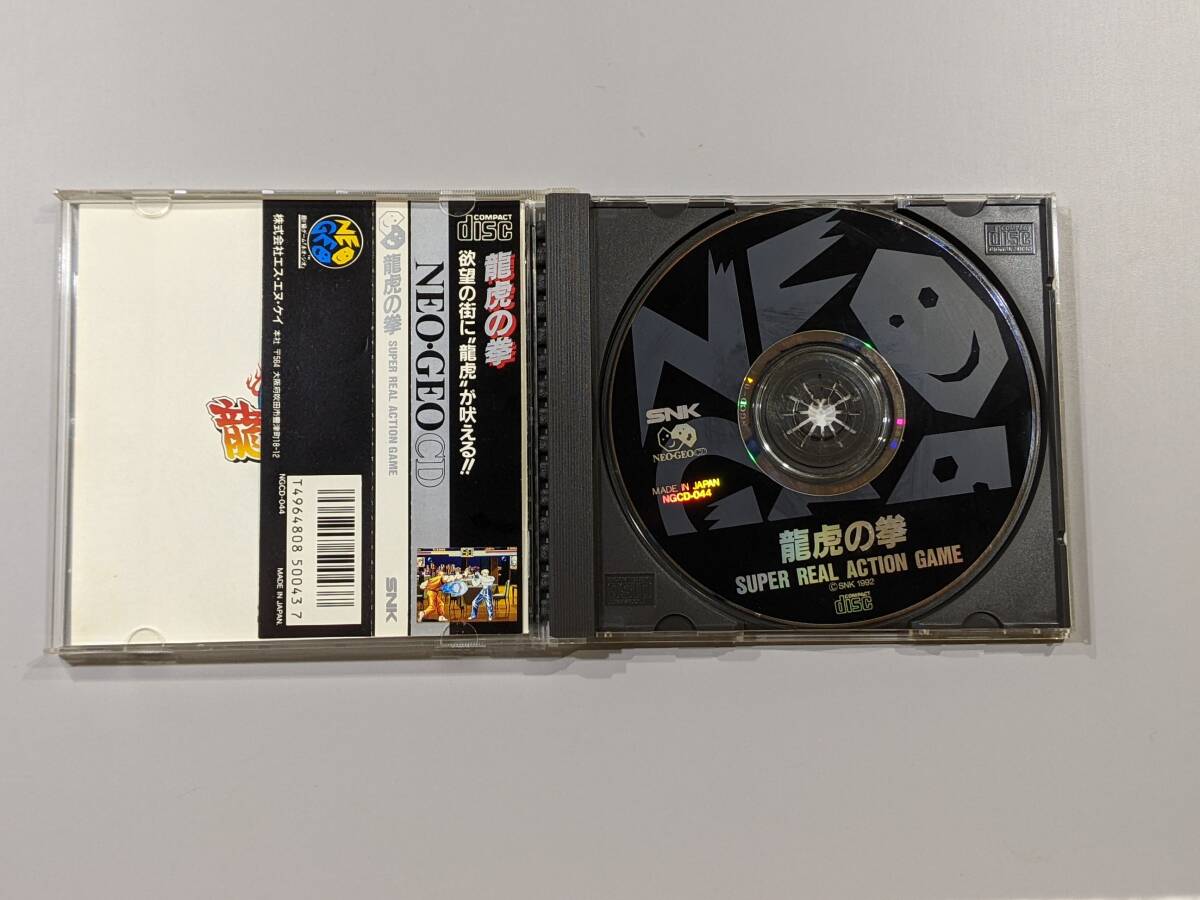 COMPACT
disc
龍虎の拳
欲望の街に"龍虎"が吠える!!
NEO•GEO CD
龍虎の拳 SUPER REAL ACTION GAME
SNK
NEO GEO
株式会社エス・エヌ・ケイ 本社 〒564 大阪府吹田市豊津町18-12
T4964808 500437
NGCD-044
MADE IN JAPAN.
NEO GEO
SNK
NEO•GEO CD
MADE IN JAPAN
NGCD-044
龍虎の拳
SUPER REAL ACTION GAME
© SNK 1992
COMPACT
disc
COMPACT
disc